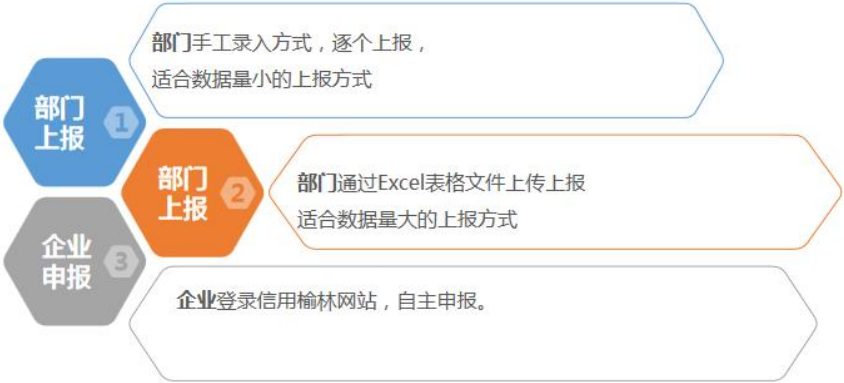 部门手工录入方式，逐个上报，
适合数据量小的上报方式
部门
上报
1
部门
上报
2
部门通过Excel表格文件上传上报
适合数据量大的上报方式
企业
申报
3
企业登录信用榆林网站，自主申报。